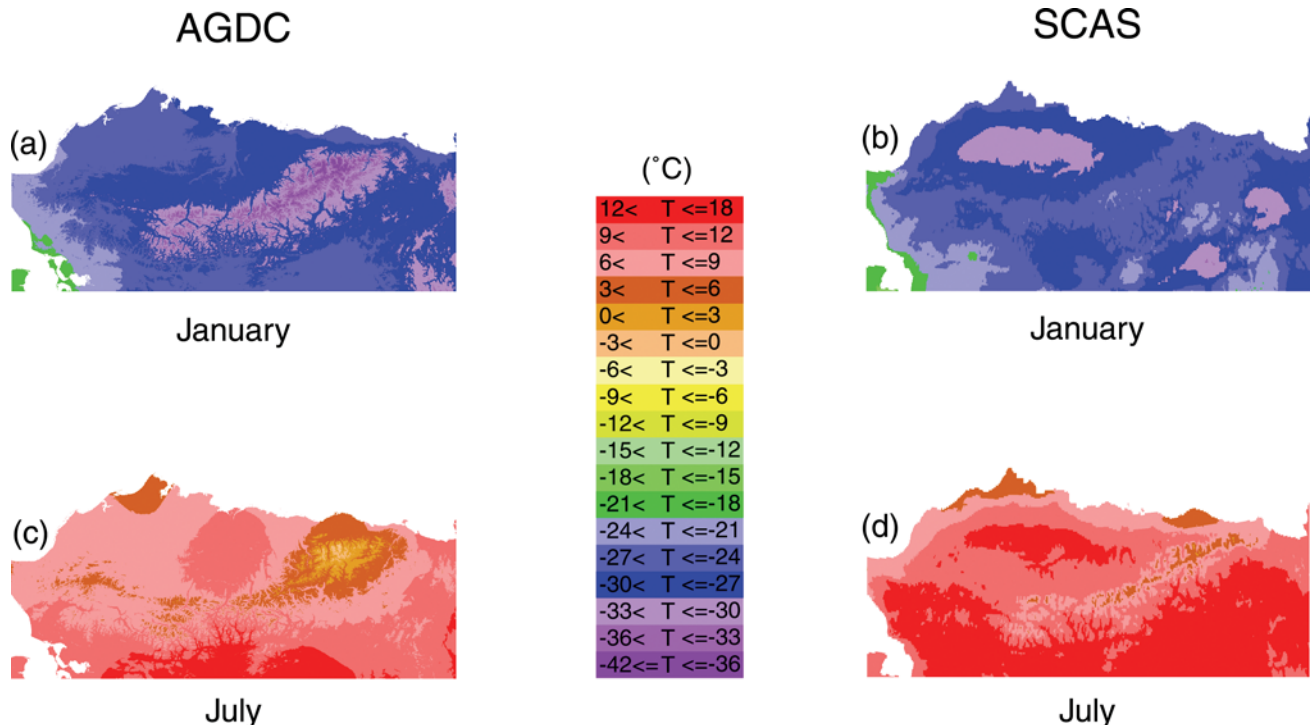 AGDC
SCAS
(a)
(b)
January
January
(˚C)
12< T <=18
9< T <=12
6< T <=9
3< T <=6
0< T <=3
-3< T <=0
-6< T <=-3
-9< T <=-6
-12< T <=-9
-15< T <=-12
-18< T <=-15
-21< T <=-18
-24< T <=-21
-27< T <=-24
-30< T <=-27
-33< T <=-30
-36< T <=-33
-42<= T <=-36
(c)
(d)
July
July